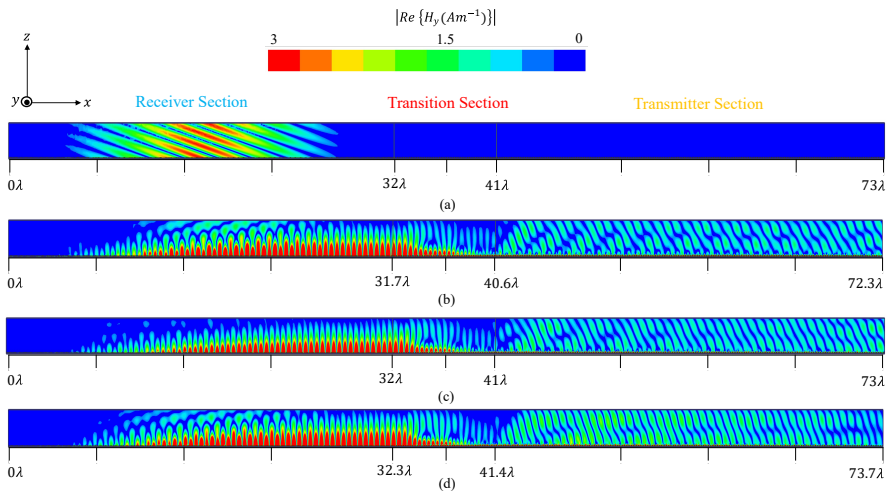 |Re {H_y(Am⁻¹)}|
3 1.5 0
z
y x
Receiver Section Transition Section Transmitter Section
0λ 32λ 41λ 73λ
(a)
0λ 31.7λ 40.6λ 72.3λ
(b)
0λ 32λ 41λ 73λ
(c)
0λ 32.3λ 41.4λ 73.7λ
(d)